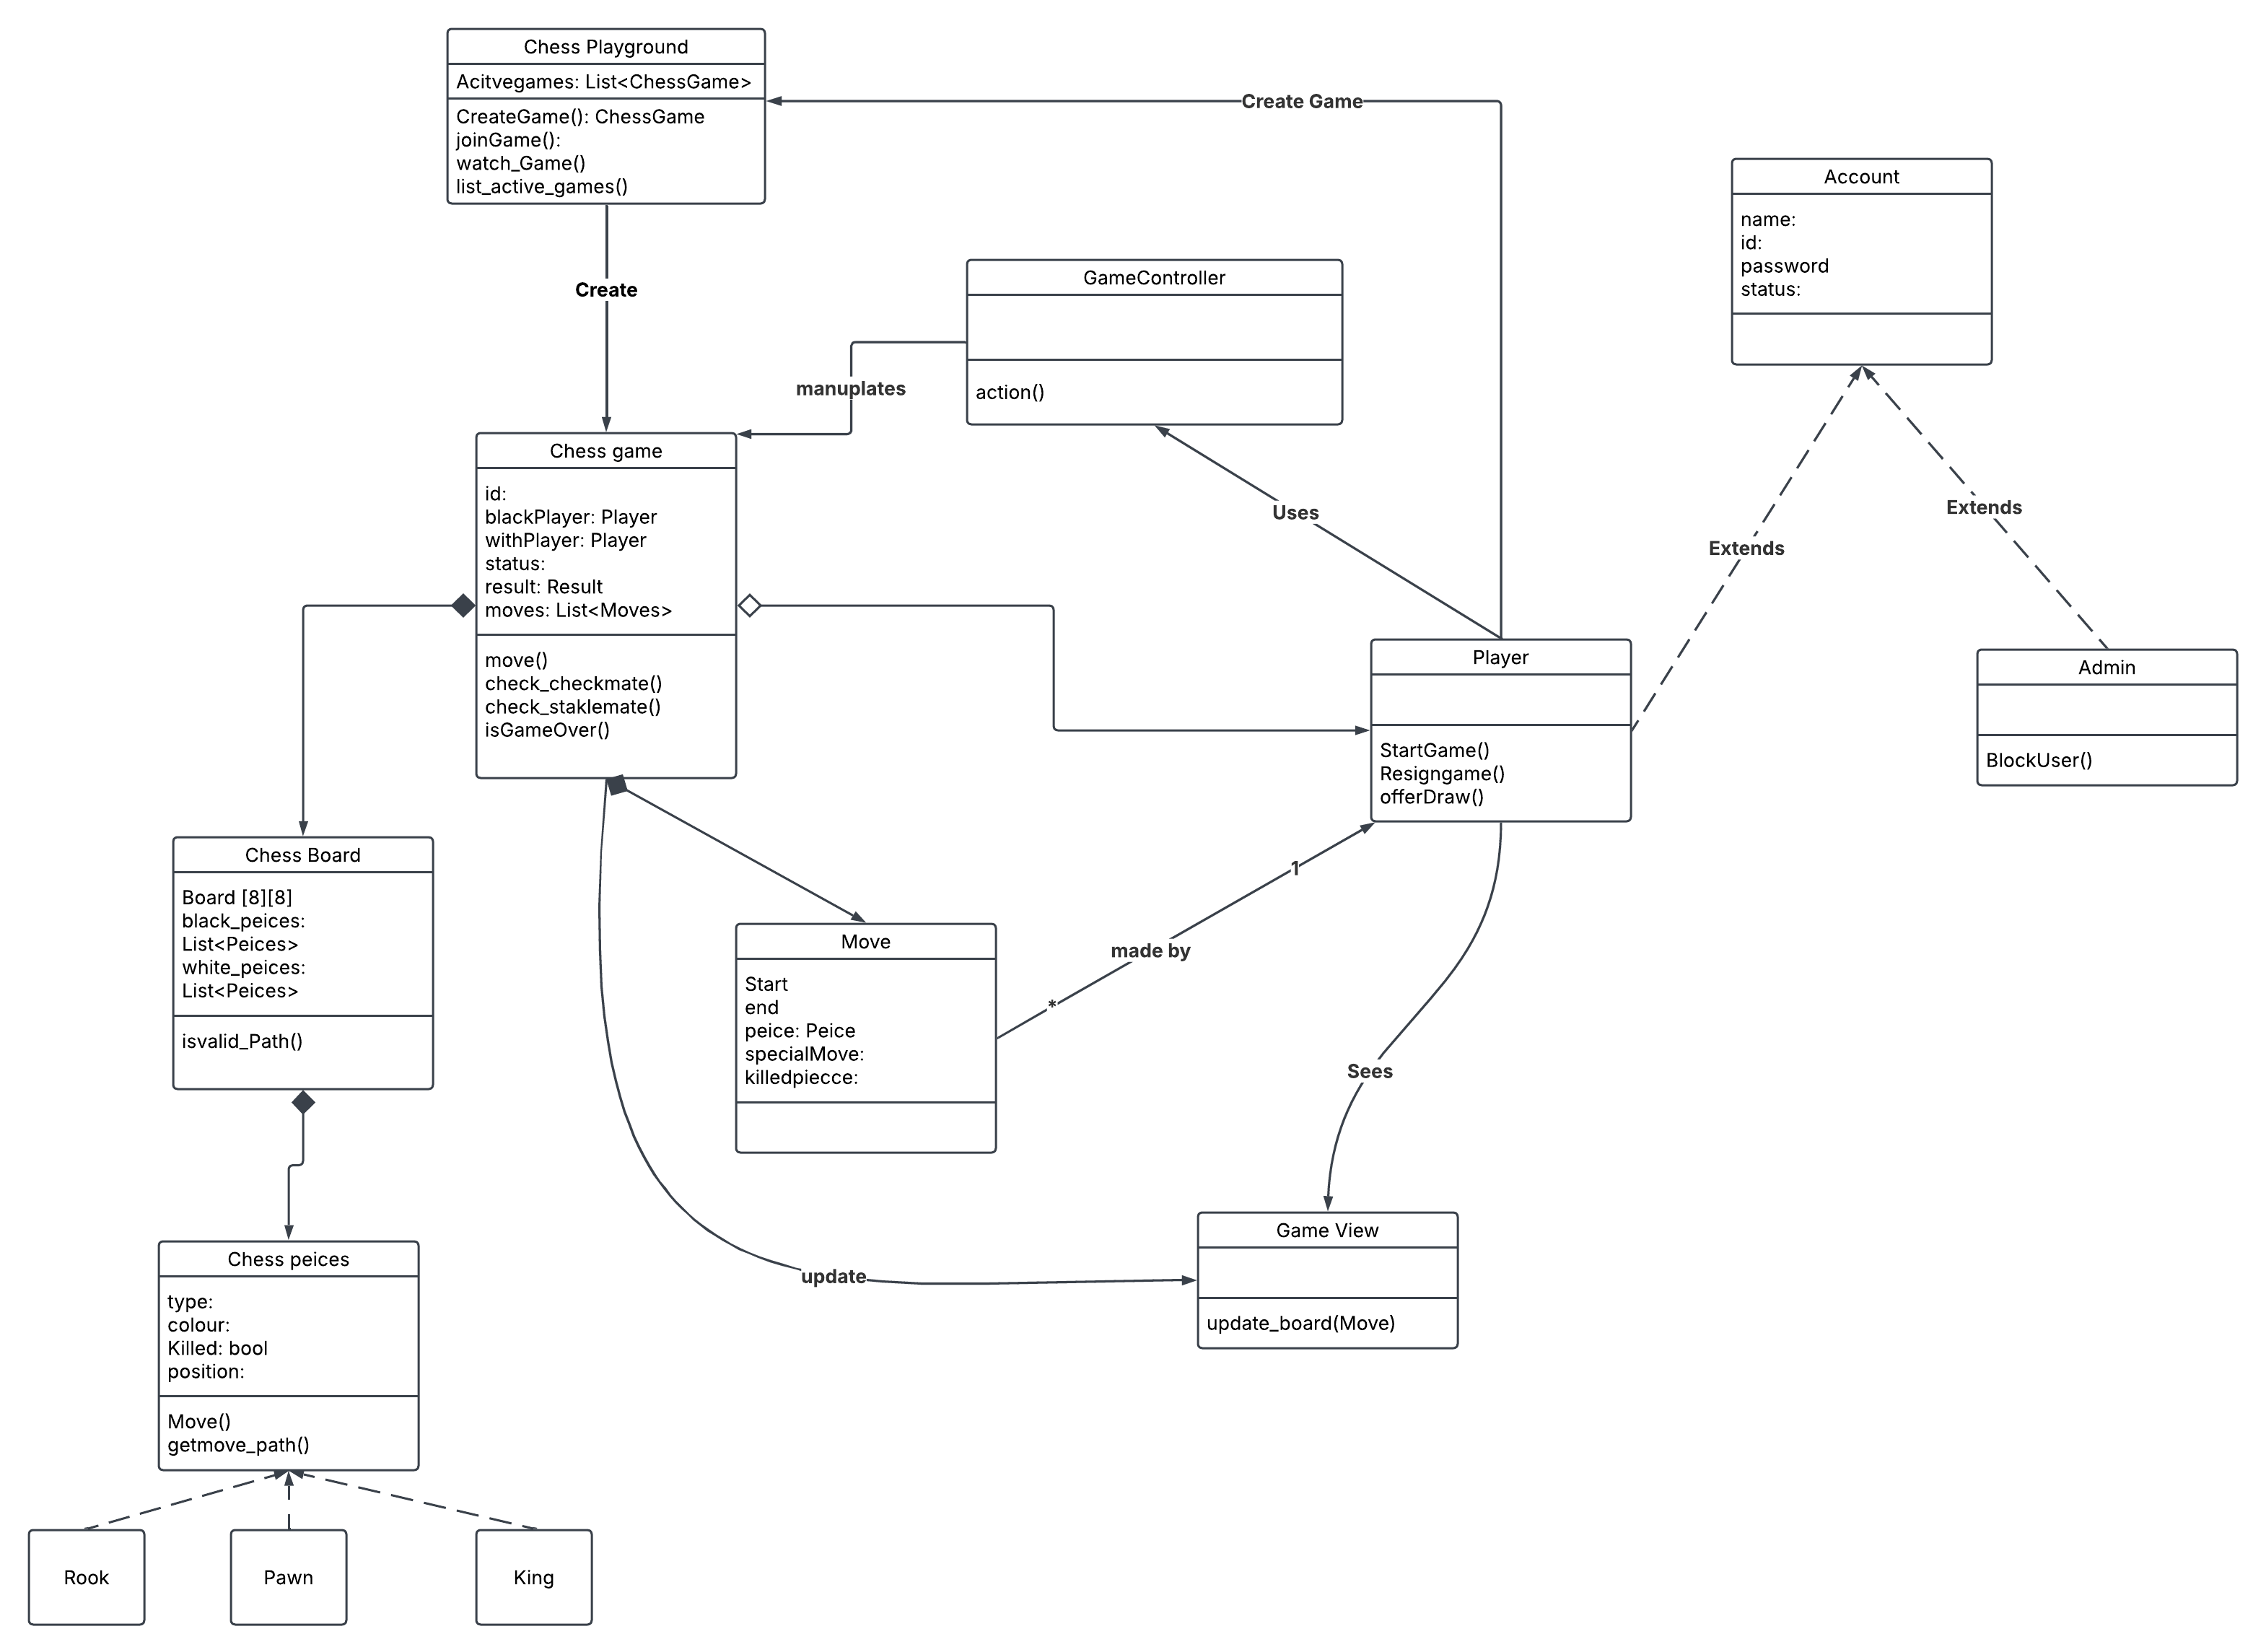 Chess Playground
Acitvegames: List<ChessGame>
CreateGame(): ChessGame
joinGame():
watch_Game()
list_active_games()
Create Game
Account
name:
id:
password
status:
Create
GameController
action()
manuplates
Chess game
id:
blackPlayer: Player
withPlayer: Player
status:
result: Result
moves: List<Moves>
move()
check_checkmate()
check_staklemate()
isGameOver()
Uses
Extends
Extends
Player
StartGame()
Resigngame()
offerDraw()
Admin
BlockUser()
Chess Board
Board [8][8]
black_peices:
List<Peices>
white_peices:
List<Peices>
isvalid_Path()
Move
Start
end
peice: Peice
specialMove:
killedpiecce:
1
made by
*
Sees
Chess peices
type:
colour:
Killed: bool
position:
Move()
getmove_path()
update
Game View
update_board(Move)
Rook
Pawn
King